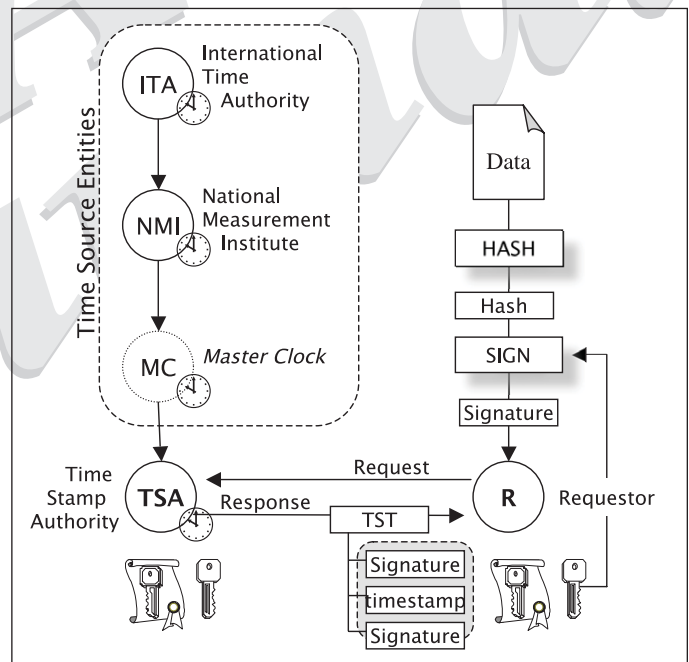 Time Source Entities
ITA
International
Time
Authority
NMI
National
Measurement
Institute
MC
Master Clock
Data
HASH
Hash
SIGN
Signature
Time
Stamp
Authority
TSA
Request
Response
TST
R
Requestor
Signature
timestamp
Signature